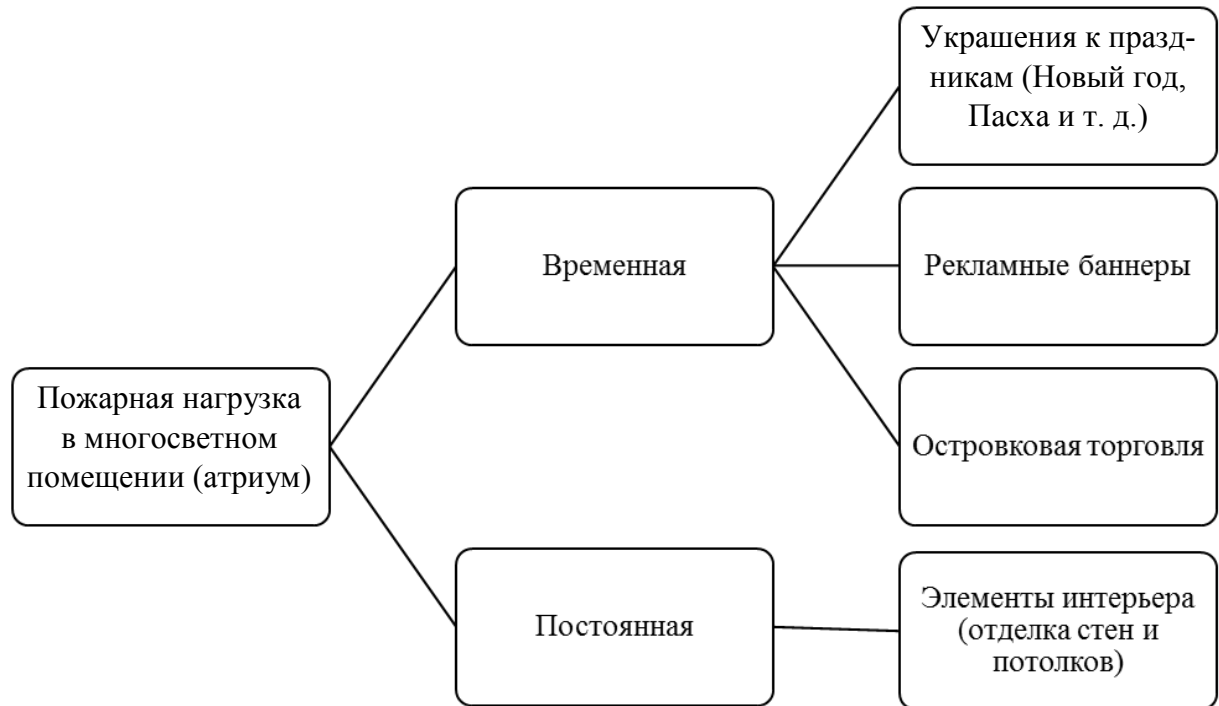 Украшения к празд-
никам (Новый год,
Пасха и т. д.)
Временная
Рекламные баннеры
Пожарная нагрузка
в многосветном
помещении (атриум)
Островковая торговля
Постоянная
Элементы интерьера
(отделка стен и
потолков)